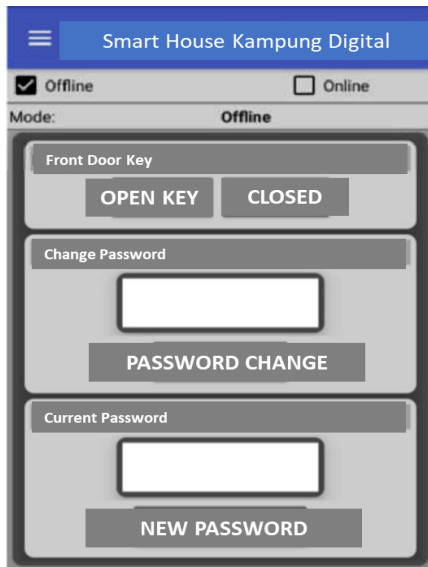 Smart House Kampung Digital
Offline Online
Mode: Offline
Front Door Key
OPEN KEY CLOSED
Change Password
PASSWORD CHANGE
Current Password
NEW PASSWORD